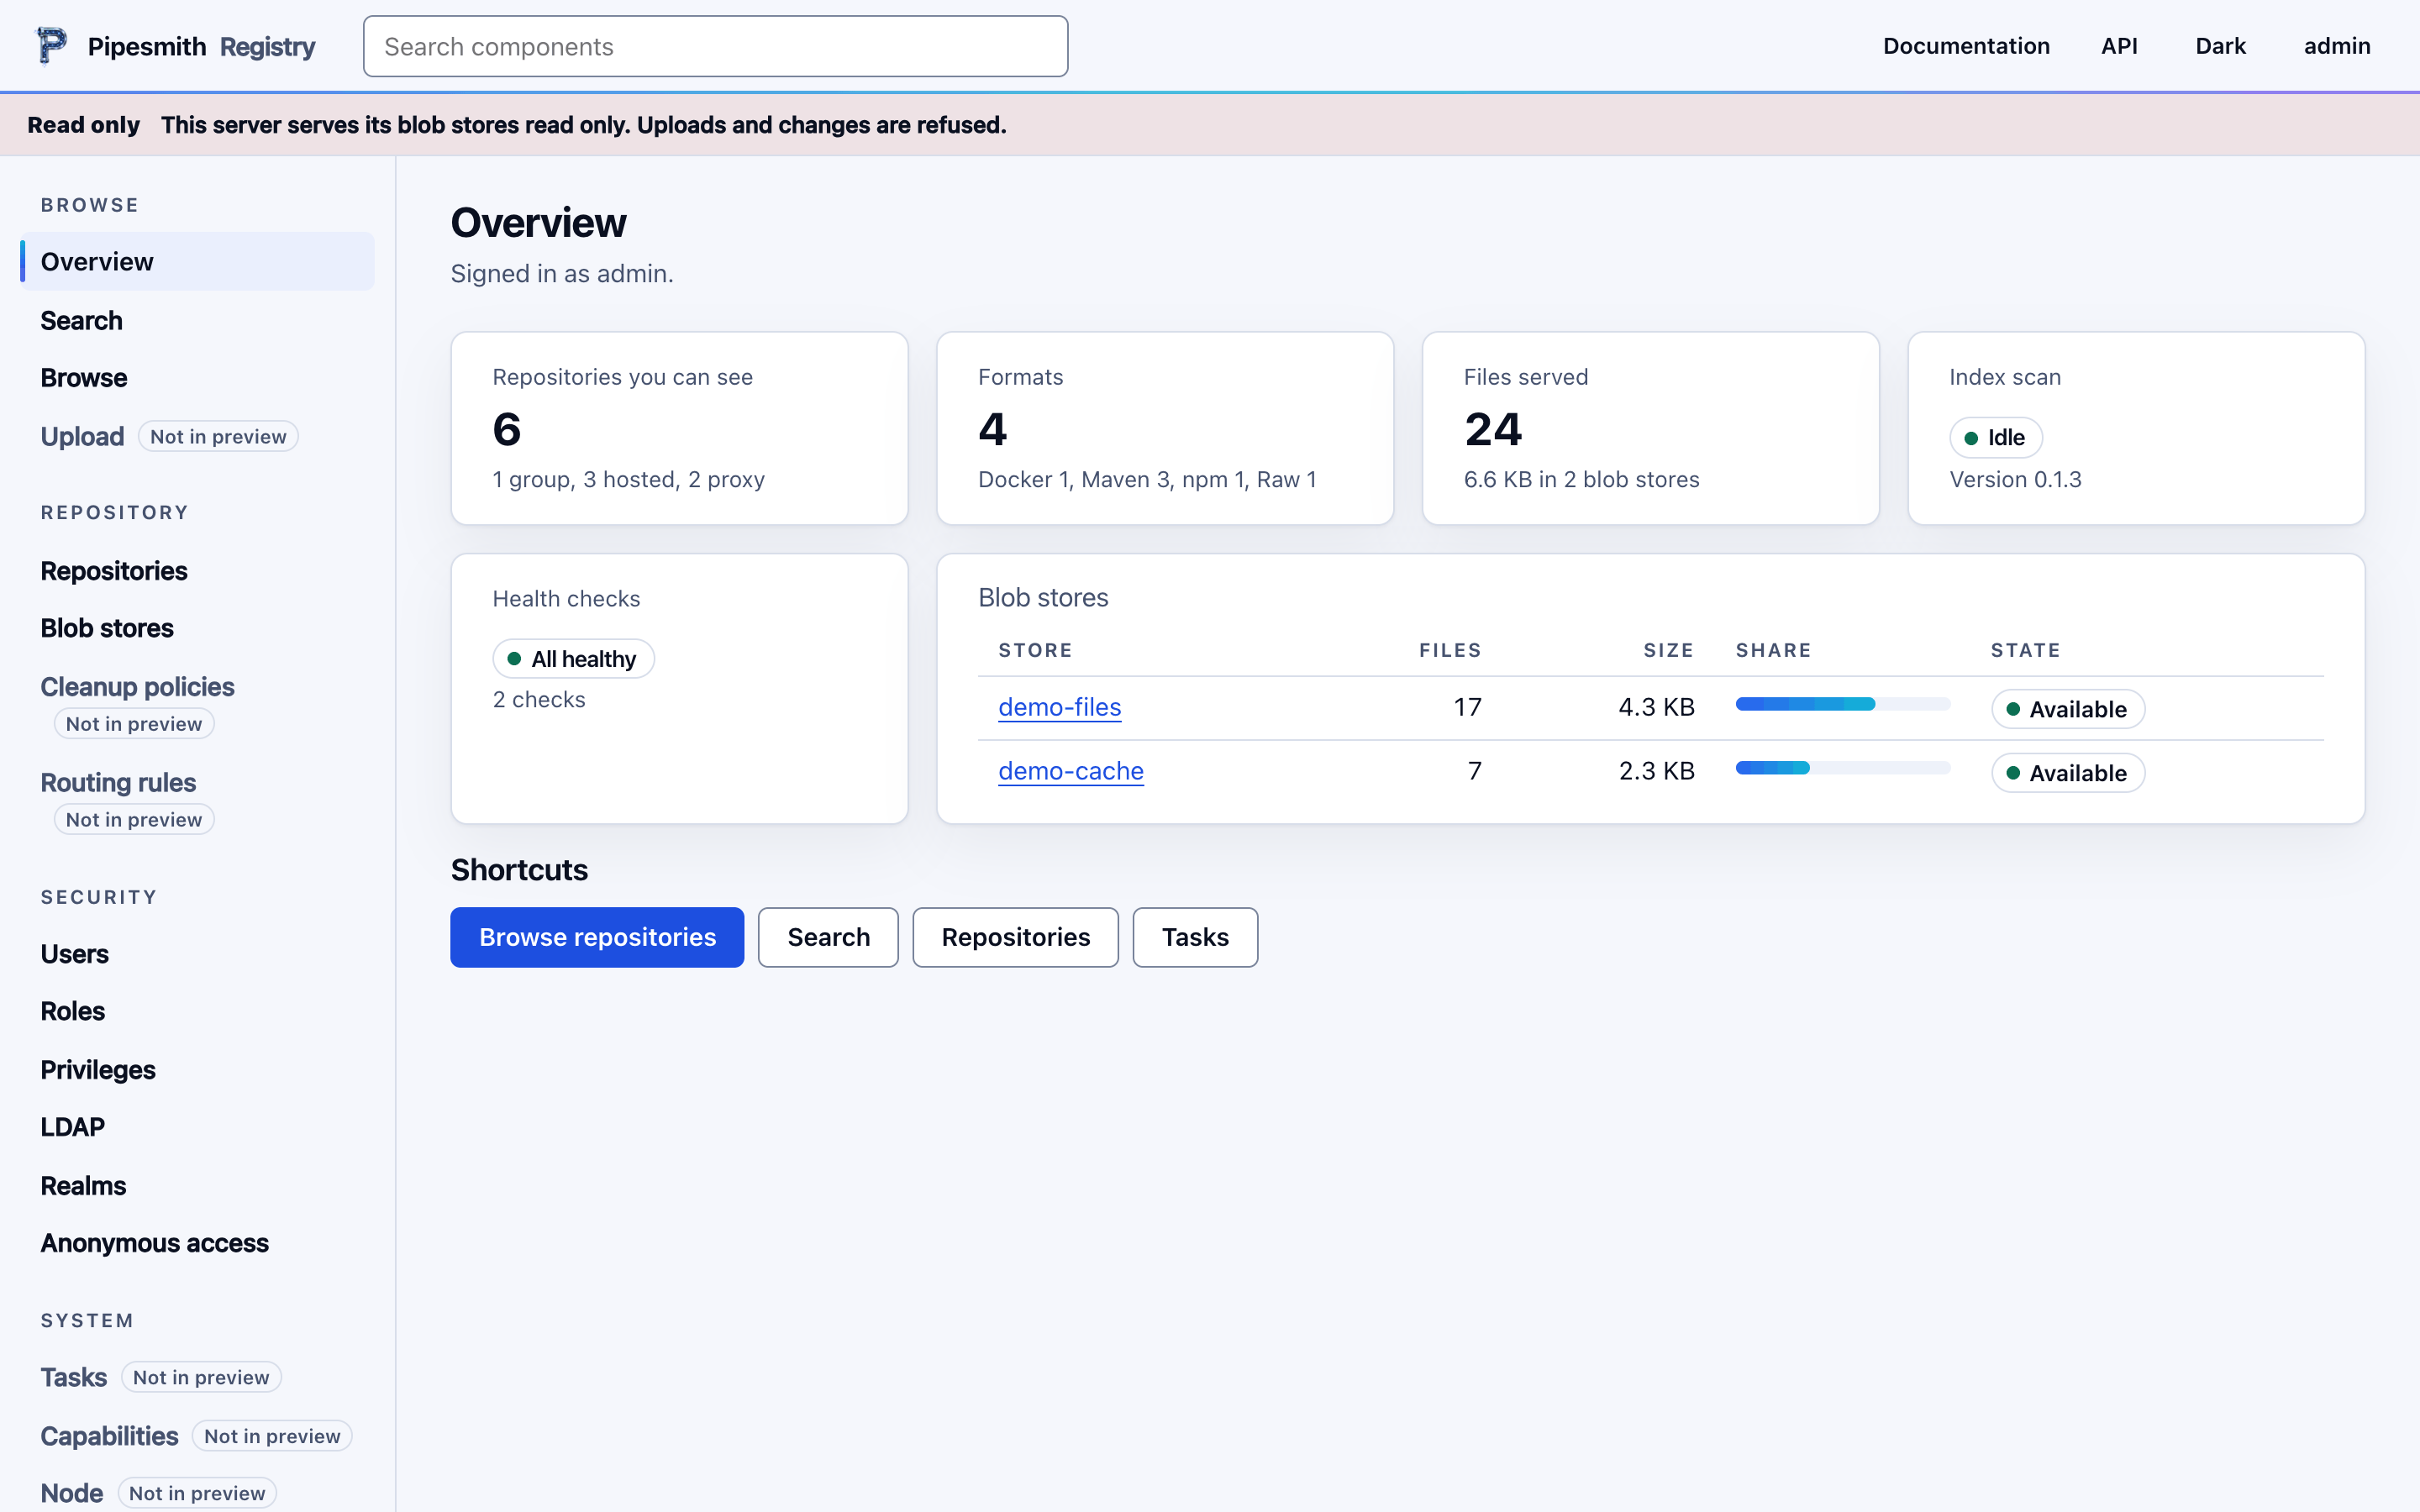 Pipesmith Registry
Search components
Documentation API Dark admin
Read only This server serves its blob stores read only. Uploads and changes are refused.
BROWSE
Overview
Search
Browse
Upload Not in preview
REPOSITORY
Repositories
Blob stores
Cleanup policies
Not in preview
Routing rules
Not in preview
SECURITY
Users
Roles
Privileges
LDAP
Realms
Anonymous access
SYSTEM
Tasks Not in preview
Capabilities Not in preview
Node Not in preview
Overview
Signed in as admin.
Repositories you can see
6
1 group, 3 hosted, 2 proxy
Formats
4
Docker 1, Maven 3, npm 1, Raw 1
Files served
24
6.6 KB in 2 blob stores
Index scan
Idle
Version 0.1.3
Health checks
All healthy
2 checks
Blob stores
STORE FILES SIZE SHARE STATE
demo-files 17 4.3 KB Available
demo-cache 7 2.3 KB Available
Shortcuts
Browse repositories Search Repositories Tasks